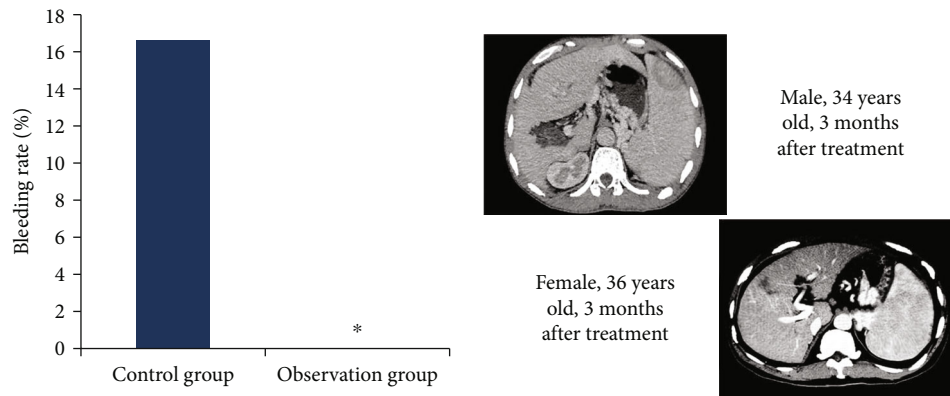 Bleeding rate (%)
18
16
14
12
10
8
6
4
2
0
*
Control group
Observation group
Male, 34 years
old, 3 months
after treatment
Female, 36 years
old, 3 months
after treatment